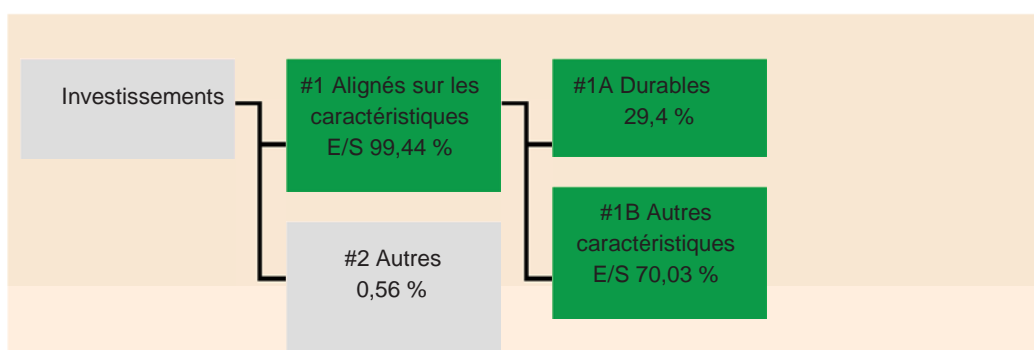 Investissements
#1 Alignés sur les
caractéristiques
E/S 99,44 %
#2 Autres
0,56 %
#1A Durables
29,4 %
#1B Autres
caractéristiques
E/S 70,03 %